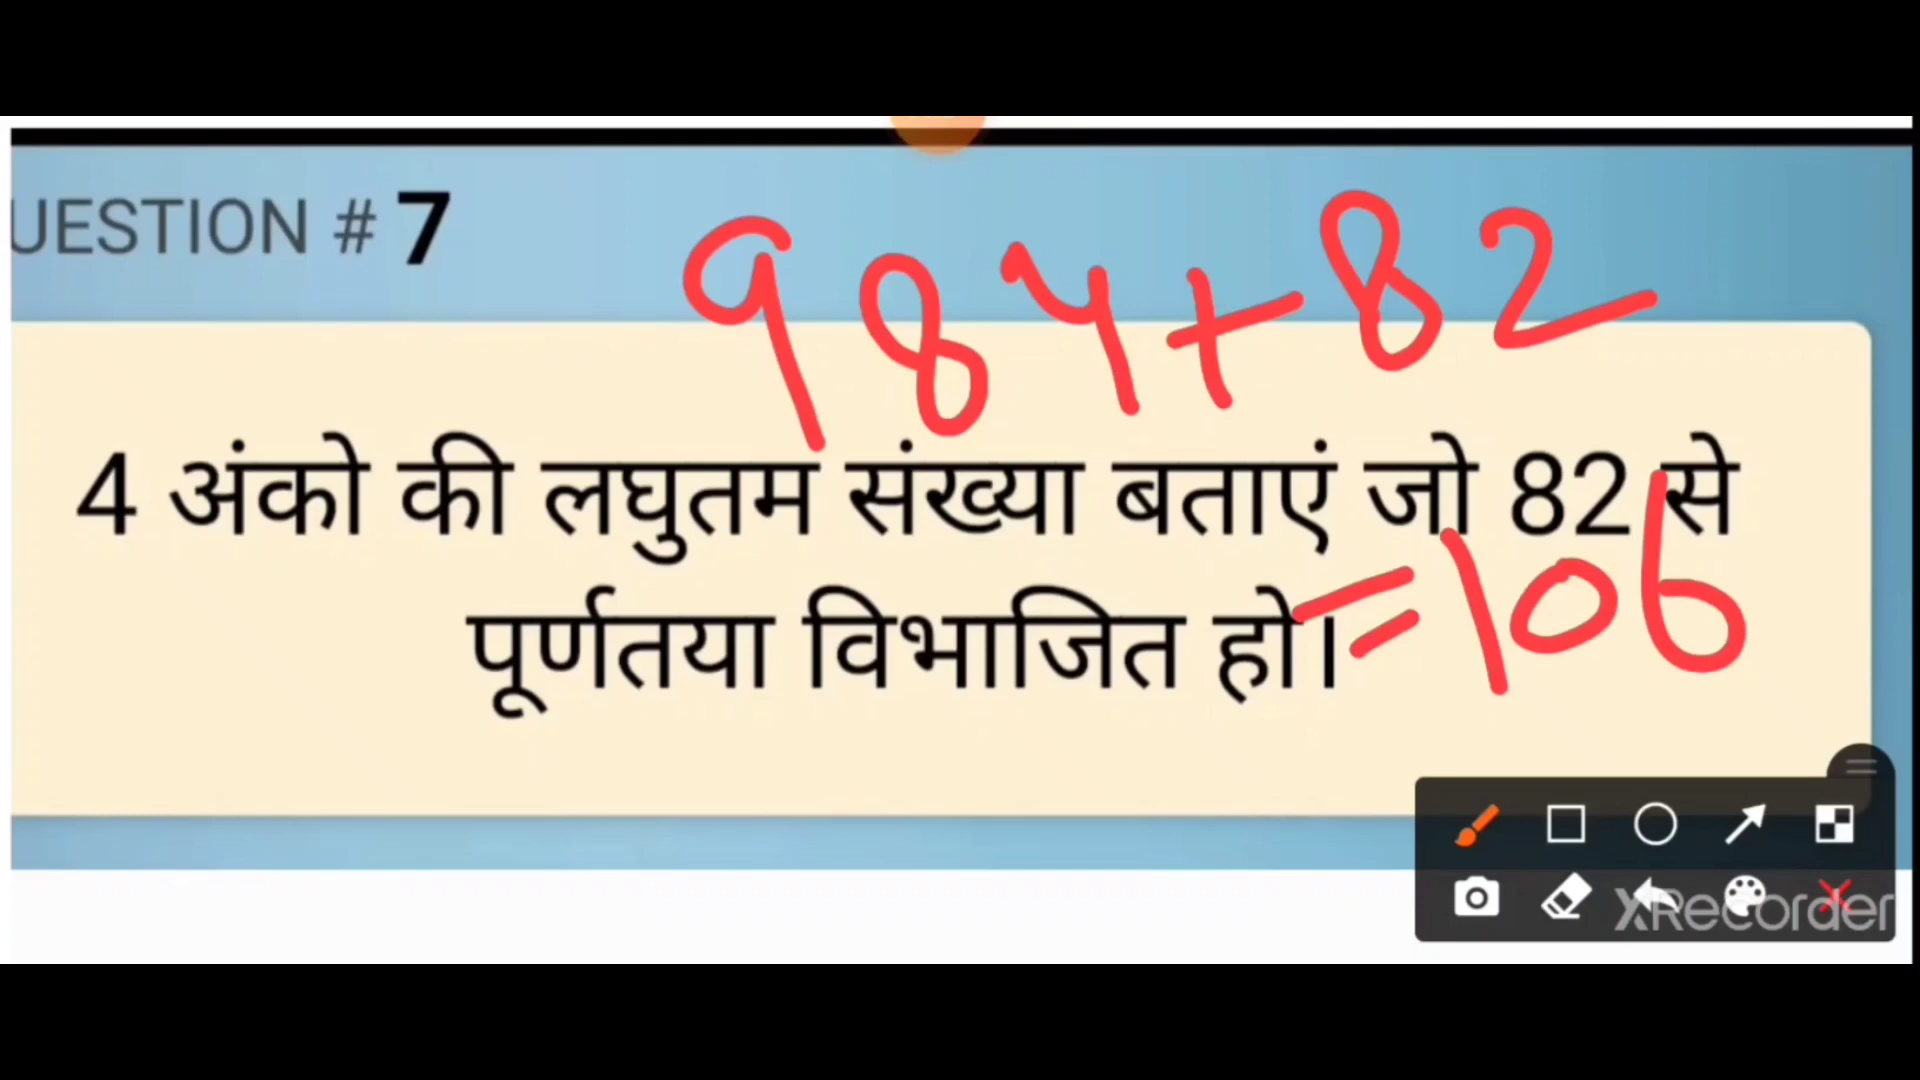 UESTION # 7
984+82
4 अंको की लघुतम संख्या बताएं जो 82 से
=106
पूर्णतया विभाजित हो।
XRecorder